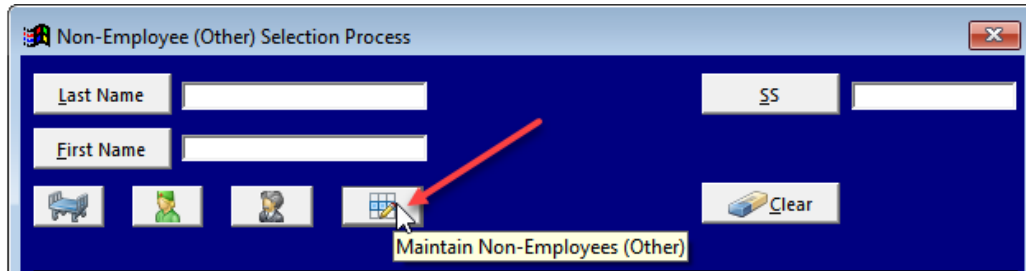 Non-Employee (Other) Selection Process
Last Name
SS
First Name
Clear
Maintain Non-Employees (Other)